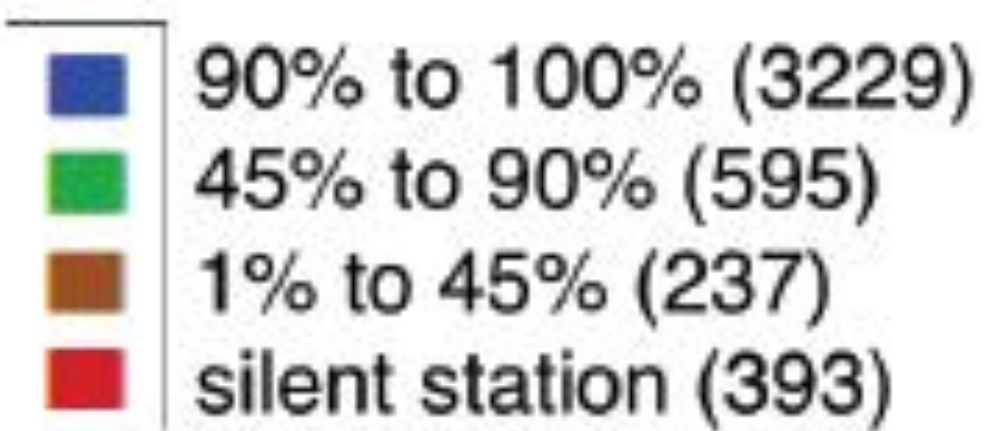 90% to 100% (3229)
45% to 90% (595)
1% to 45% (237)
silent station (393)